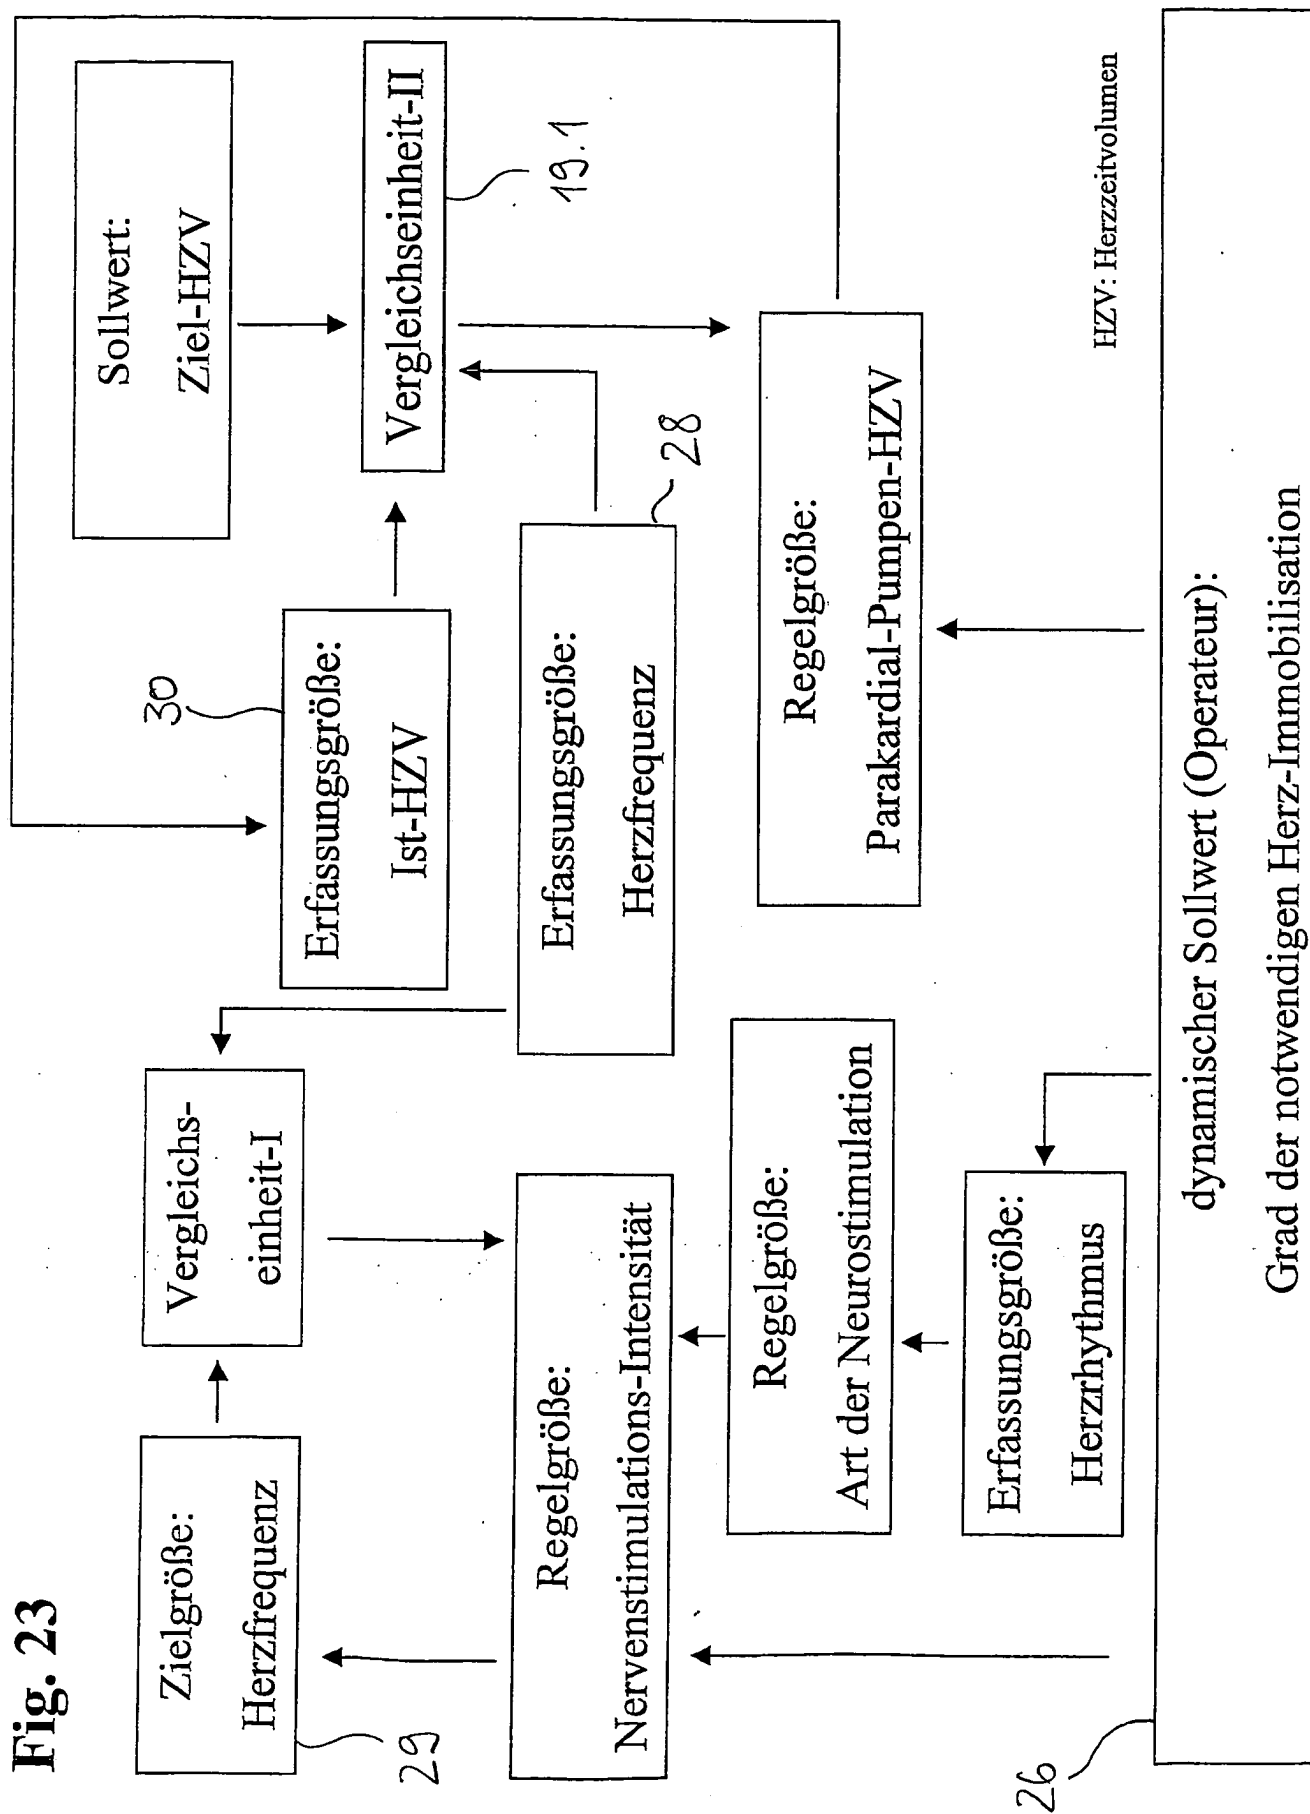 Fig. 23
Zielgröße:
Herzfrequenz
29
Vergleichs-
einheit-I
Erfassungsgröße:
Ist-HZV
30
Sollwert:
Ziel-HZV
Vergleichseinheit-II
19.1
Regelgröße:
Nervenstimulations-Intensität
Erfassungsgröße:
Herzfrequenz
28
Regelgröße:
Art der Neurostimulation
Regelgröße:
Parakardial-Pumpen-HZV
Erfassungsgröße:
Herzrhythmus
HZV: Herzzeitvolumen
26
dynamischer Sollwert (Operateur):
Grad der notwendigen Herz-Immobilisation